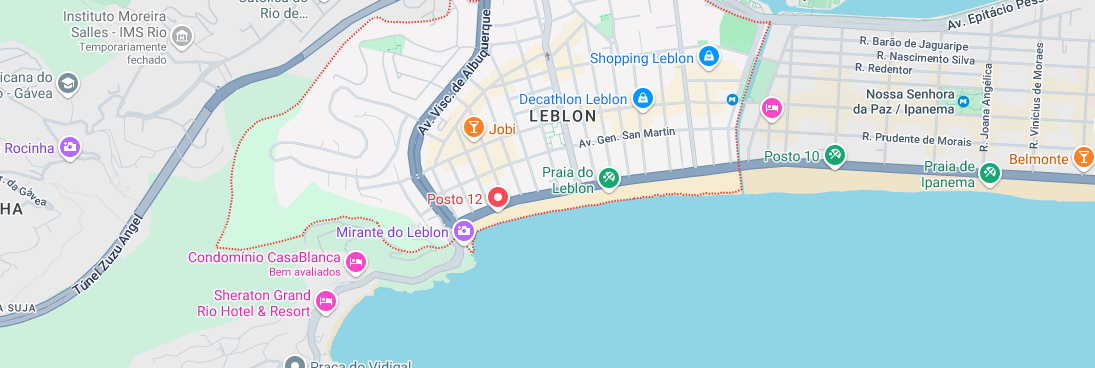 Instituto Moreira
Salles - IMS Rio
Temporariamente
fechado
Rio de...
icana do
- Gávea
Rocinha
Av. Visc. de Albuquerque
Shopping Leblon
Decathlon Leblon
LEBLON
Jobi
Av. Gen. San Martin
Av. Epitácio Pesso
R. Barão de Jaguaripe
R. Nascimento Silva
R. Redentor
Nossa Senhora
da Paz / Ipanema
R. Joana Angélica
R. Vinícius de Moraes
R. Prudente de Morais
Posto 10
Belmonte
Praia de
Ipanema
Praia do
Leblon
Posto 12
Mirante do Leblon
. da Gávea
HA
Túnel Zuzu Angel
Condomínio CasaBlanca
Bem avaliados
Sheraton Grand
Rio Hotel & Resort
A SUJA
Praça do Vidigal